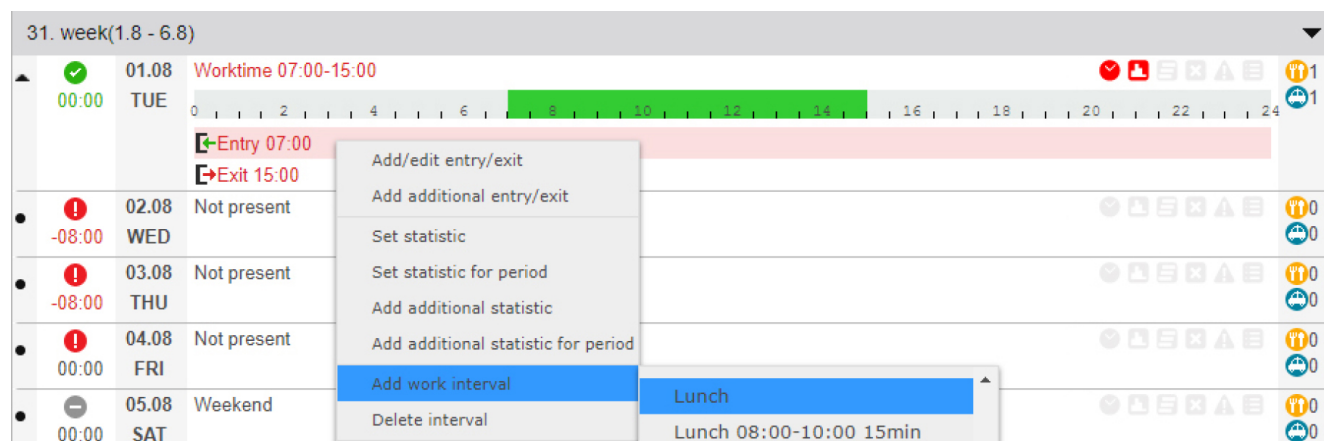 31. week(1.8 - 6.8)
01.08 Worktime 07:00-15:00 1
00:00 TUE 1
0 2 4 6 8 10 12 14 16 18 20 22 24
Entry 07:00
Exit 15:00
Add/edit entry/exit
Add additional entry/exit
02.08 Not present 0
-08:00 WED 0
Set statistic
03.08 Not present 0
-08:00 THU 0
Set statistic for period
Add additional statistic
04.08 Not present 0
00:00 FRI 0
Add additional statistic for period
Add work interval
Lunch
05.08 Weekend 0
00:00 SAT 0
Delete interval
Lunch 08:00-10:00 15min